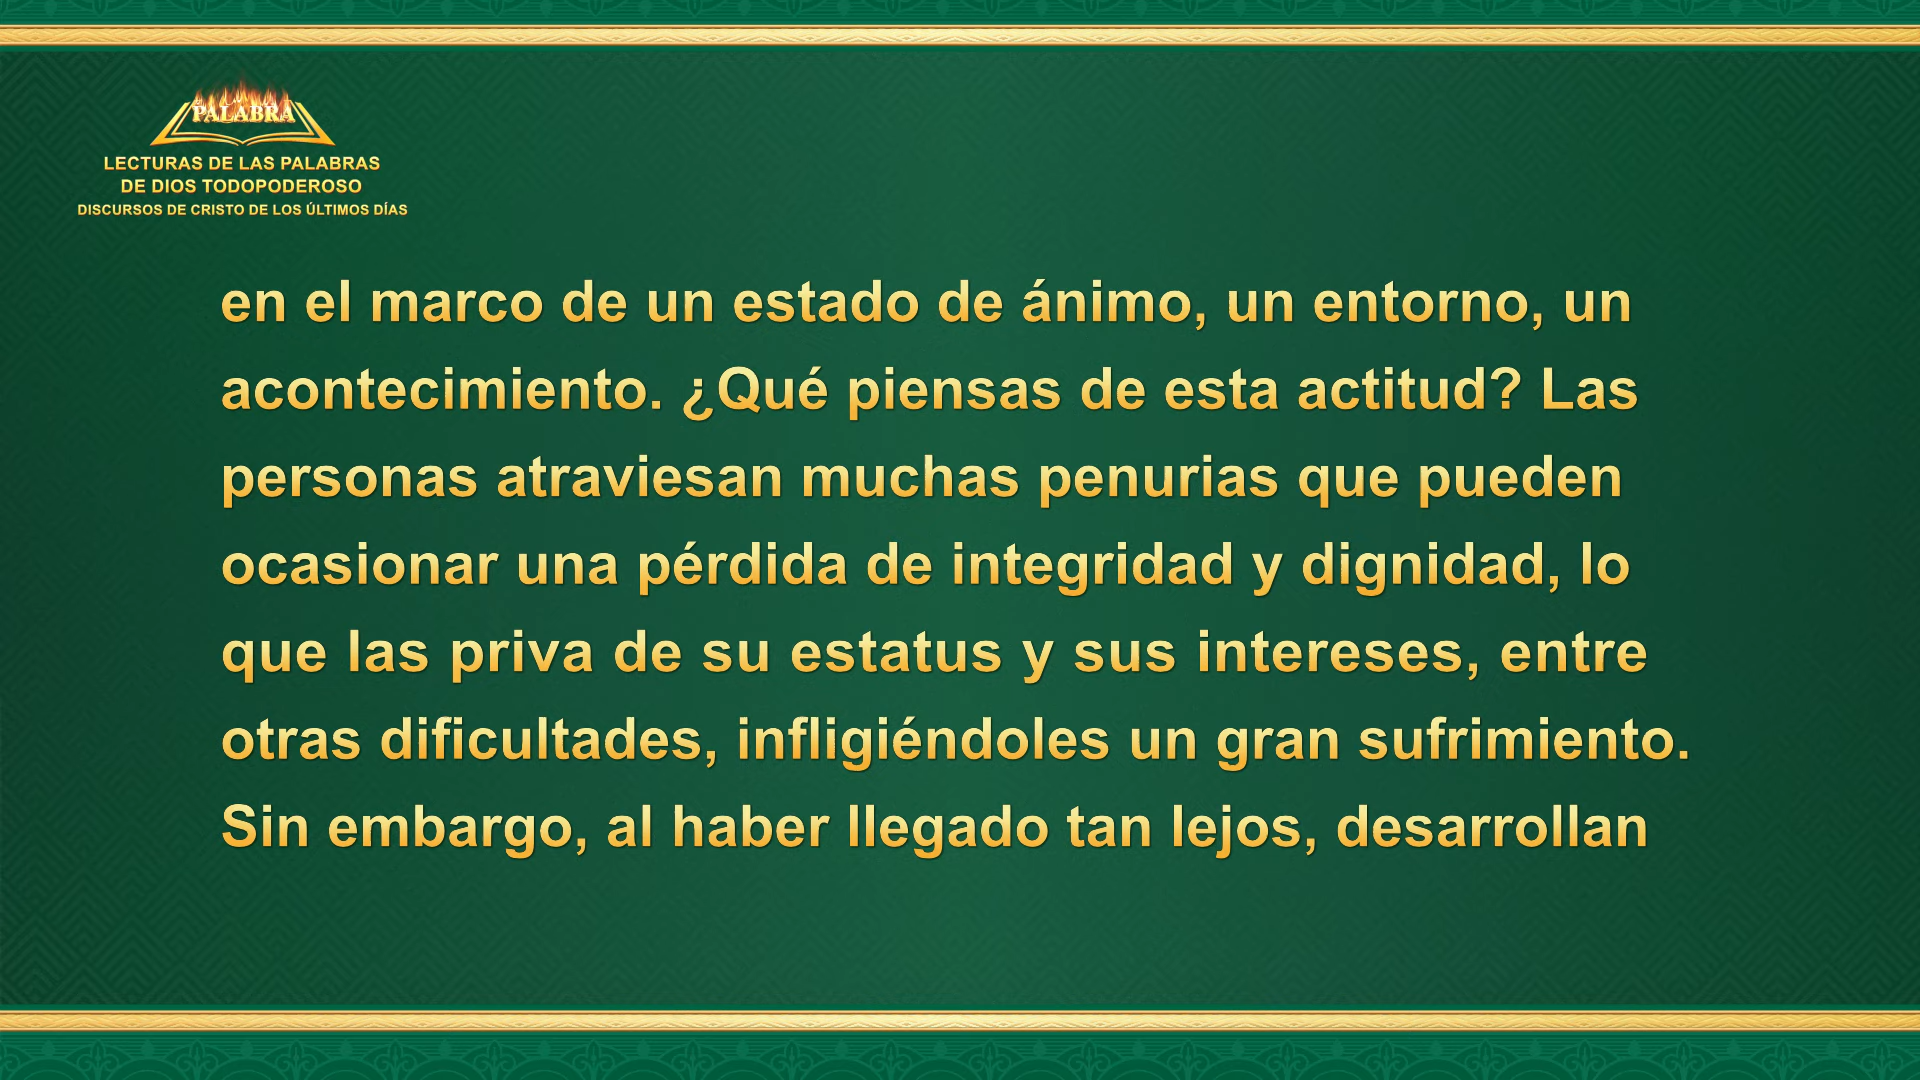 PALABRA
LECTURAS DE LAS PALABRAS
DE DIOS TODOPODEROSO
DISCURSOS DE CRISTO DE LOS ÚLTIMOS DÍAS
en el marco de un estado de ánimo, un entorno, un
acontecimiento. ¿Qué piensas de esta actitud? Las
personas atraviesan muchas penurias que pueden
ocasionar una pérdida de integridad y dignidad, lo
que las priva de su estatus y sus intereses, entre
otras dificultades, infligiéndoles un gran sufrimiento.
Sin embargo, al haber llegado tan lejos, desarrollan